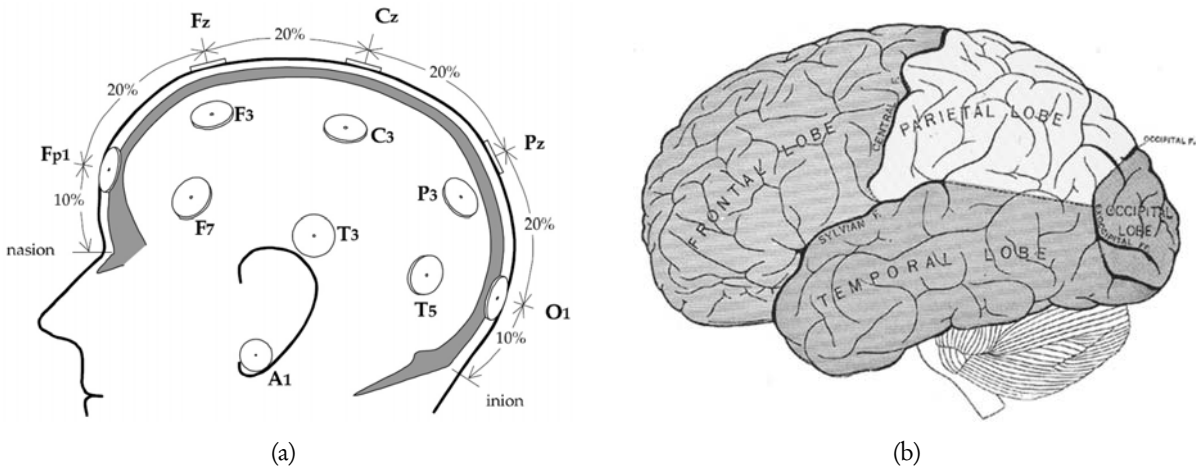 Fz
Cz
20%
20%
20%
F3
C3
Fp1
Pz
10%
P3
F7
T3
20%
nasion
T5
O1
10%
A1
inion
(a)
FRONTAL LOBE
CENTRAL F.
PARIETAL LOBE
OCCIPITAL F.
SYLVIAN F.
OCCIPITAL
LOBE
TEMPORAL LOBE
(b)